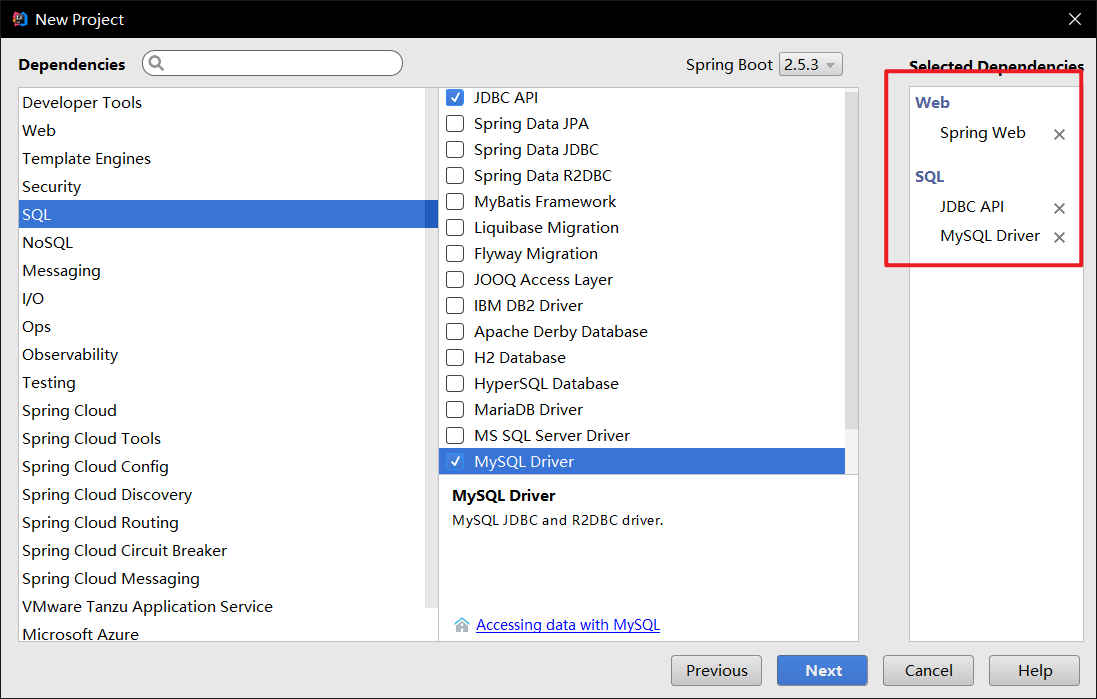 New Project
Dependencies
Spring Boot 2.5.3
Selected Dependencies
Developer Tools
Web
Template Engines
Security
SQL
NoSQL
Messaging
I/O
Ops
Observability
Testing
Spring Cloud
Spring Cloud Tools
Spring Cloud Config
Spring Cloud Discovery
Spring Cloud Routing
Spring Cloud Circuit Breaker
Spring Cloud Messaging
VMware Tanzu Application Service
Microsoft Azure
JDBC API
Spring Data JPA
Spring Data JDBC
Spring Data R2DBC
MyBatis Framework
Liquibase Migration
Flyway Migration
JOOQ Access Layer
IBM DB2 Driver
Apache Derby Database
H2 Database
HyperSQL Database
MariaDB Driver
MS SQL Server Driver
MySQL Driver
MySQL Driver
MySQL JDBC and R2DBC driver.
Accessing data with MySQL
Web
Spring Web
SQL
JDBC API
MySQL Driver
Previous
Next
Cancel
Help